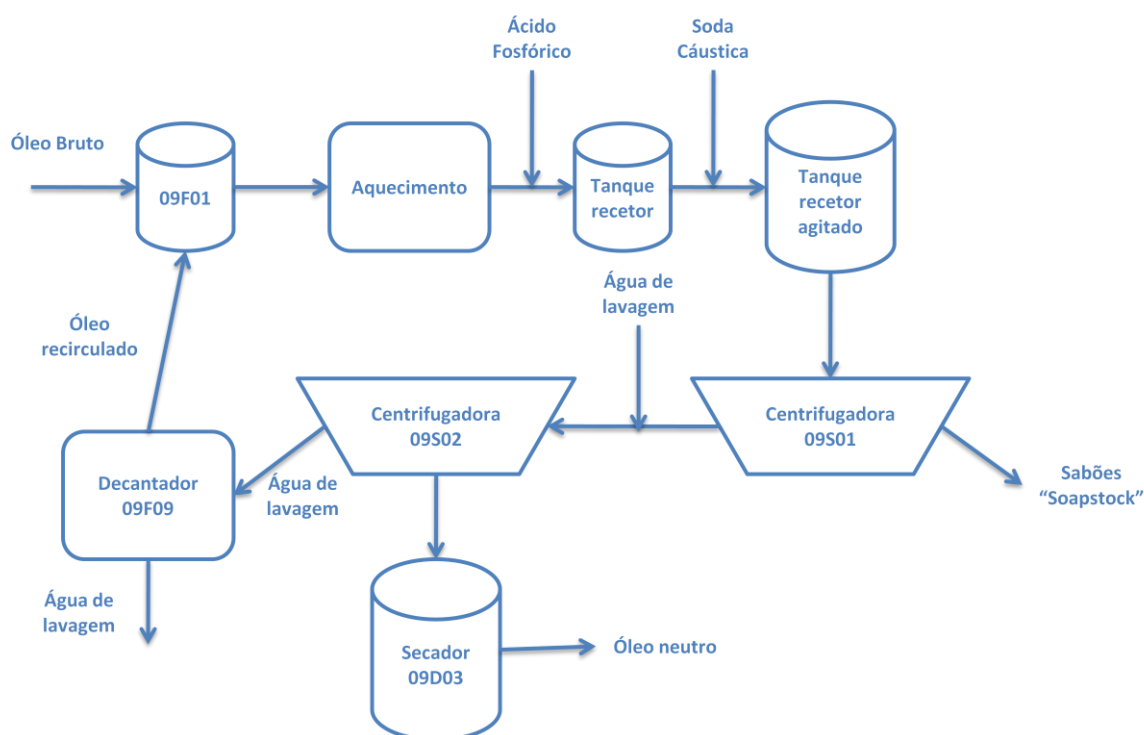 Ácido
Fosfórico
Soda
Cáustica
Óleo Bruto
09F01
Aquecimento
Tanque
recetor
Tanque
recetor
agitado
Água de
lavagem
Óleo
recirculado
Centrifugadora
09S02
Centrifugadora
09S01
Decantador
09F09
Água de
lavagem
Sabões
“Soapstock”
Água de
lavagem
Secador
09D03
Óleo neutro